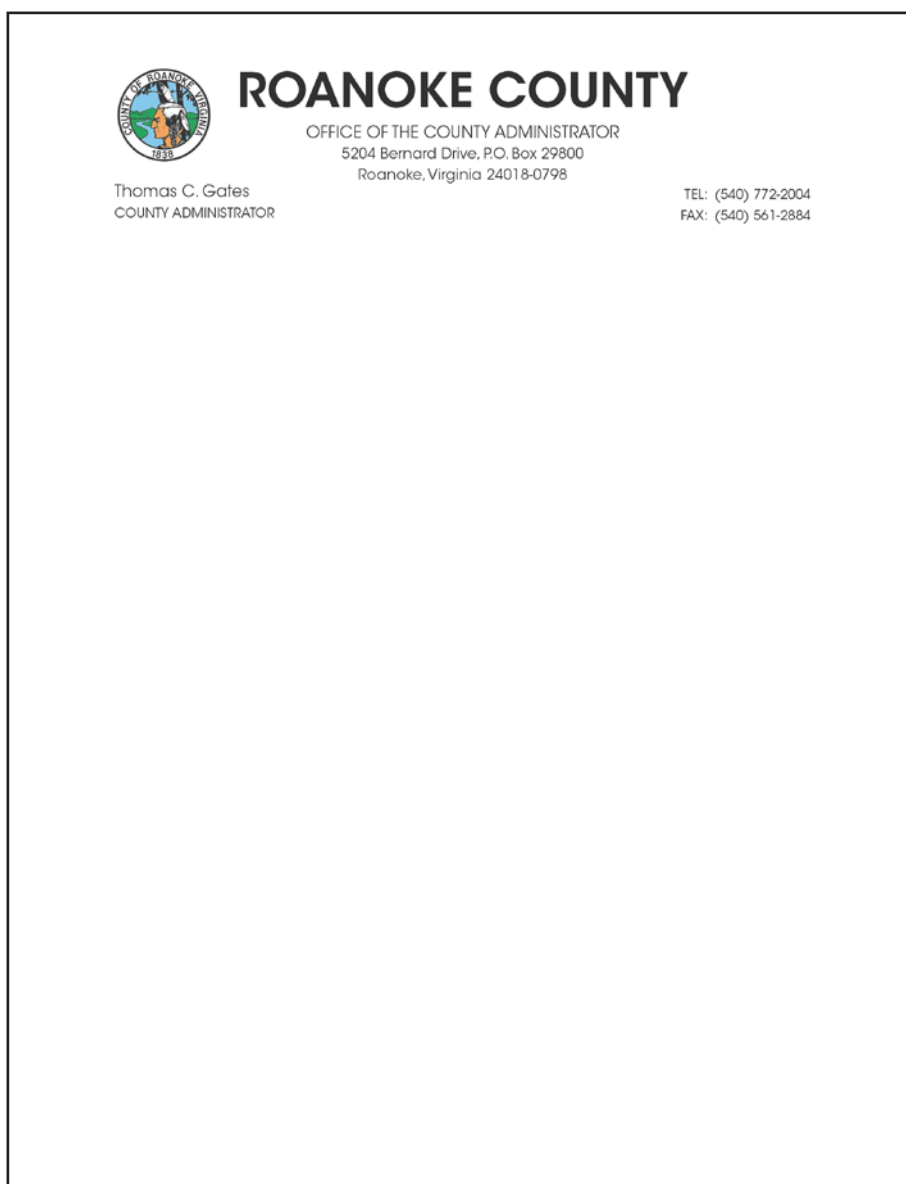 COUNTY OF ROANOKE VIRGINIA
1838
ROANOKE COUNTY
OFFICE OF THE COUNTY ADMINISTRATOR
5204 Bernard Drive, P.O. Box 29800
Roanoke, Virginia 24018-0798
Thomas C. Gates
COUNTY ADMINISTRATOR
TEL: (540) 772-2004
FAX: (540) 561-2884